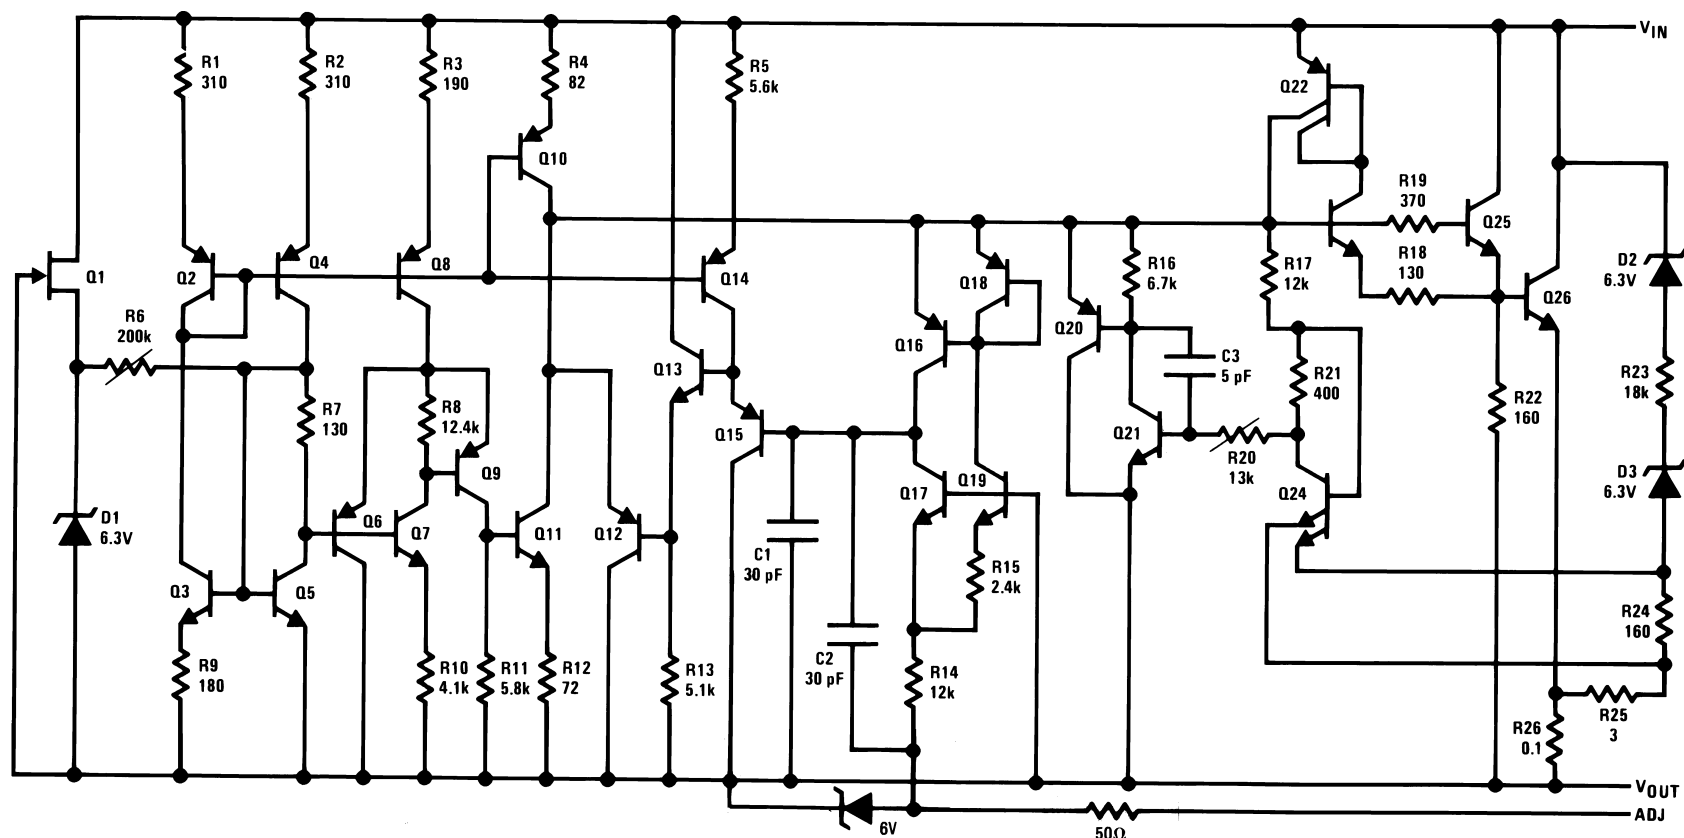 R1
310
R2
310
R3
190
R4
82
R5
5.6k
VIN
Q22
Q10
R19
370
Q25
Q1
Q2
Q4
Q8
Q14
Q18
R16
6.7k
R17
12k
R18
130
Q26
D2
6.3V
R6
200k
Q20
Q16
C3
5 pF
Q13
R7
130
R8
12.4k
R21
400
R22
160
R23
18k
Q15
Q21
R20
13k
Q9
Q17
Q19
Q24
D3
6.3V
D1
6.3V
Q6
Q7
Q11
Q12
C1
30 pF
R15
2.4k
Q3
Q5
R24
160
R9
180
R10
4.1k
R11
5.8k
R12
72
R13
5.1k
C2
30 pF
R14
12k
R25
3
R26
0.1
VOUT
ADJ
6V
50Ω